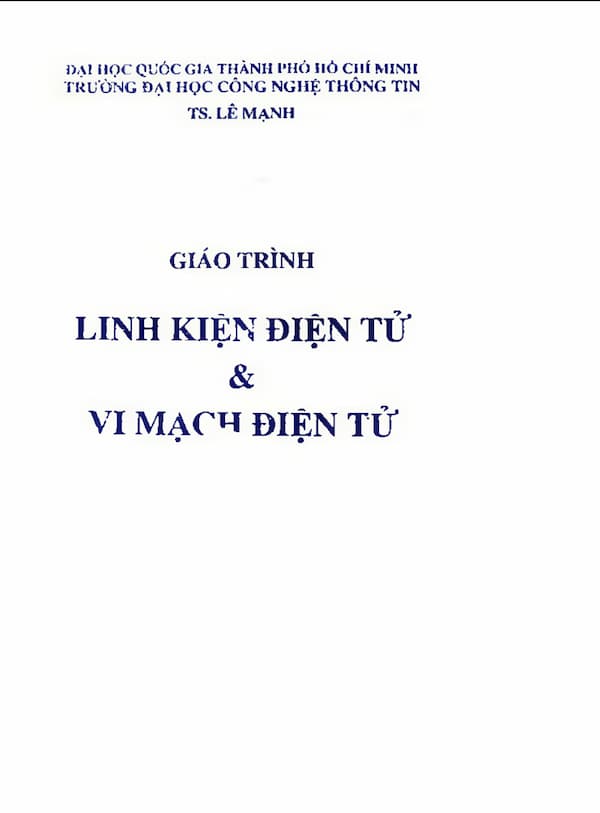 ĐẠI HỌC QUỐC GIA THÀNH PHỐ HỒ CHÍ MINH
TRƯỜNG ĐẠI HỌC CÔNG NGHỆ THÔNG TIN
TS. LÊ MẠNH
GIÁO TRÌNH
LINH KIỆN ĐIỆN TỬ
&
VI MẠCH ĐIỆN TỬ